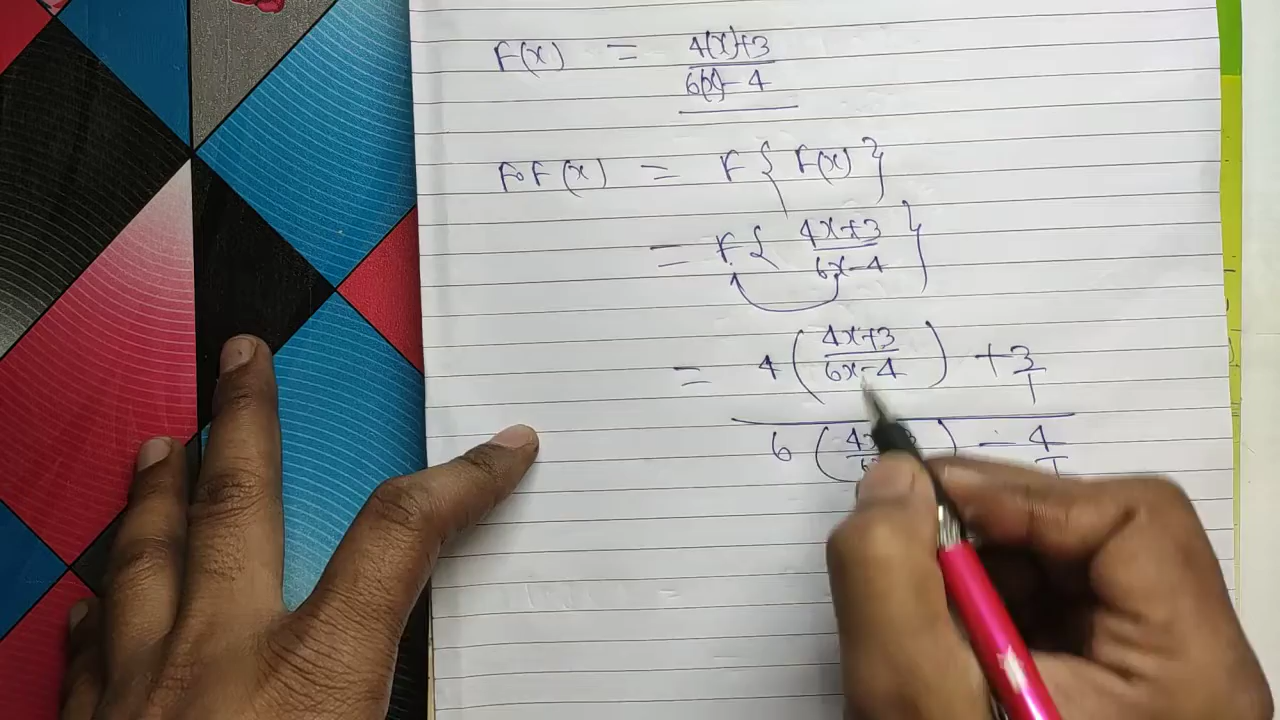 F(x) = 4(x)+3
6(x)-4
FoF(x) = F{F(x)}
= F{ 4x+3
6x-4 }
= 4( 4x+3
6x-4 ) + 3
1
6( 4x ) - 4
1